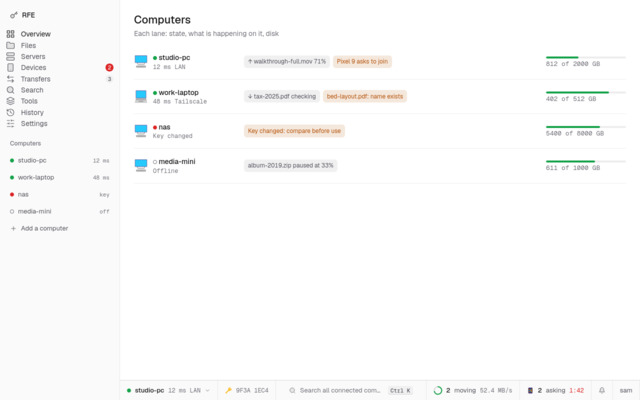 RFE
Overview
Files
Servers
Devices 2
Transfers 3
Search
Tools
History
Settings
Computers
studio-pc 12 ms
work-laptop 48 ms
nas key
media-mini off
+ Add a computer
Computers
Each lane: state, what is happening on it, disk
studio-pc
12 ms LAN
↑ walkthrough-full.mov 71% Pixel 9 asks to join
812 of 2000 GB
work-laptop
48 ms Tailscale
↓ tax-2025.pdf checking bed-layout.pdf: name exists
402 of 512 GB
nas
Key changed
Key changed: compare before use
5400 of 8000 GB
media-mini
Offline
album-2019.zip paused at 33%
611 of 1000 GB
studio-pc 12 ms LAN 9F3A 1EC4 Search all connected com... Ctrl K 2 moving 52.4 MB/s 2 asking 1:42 sam